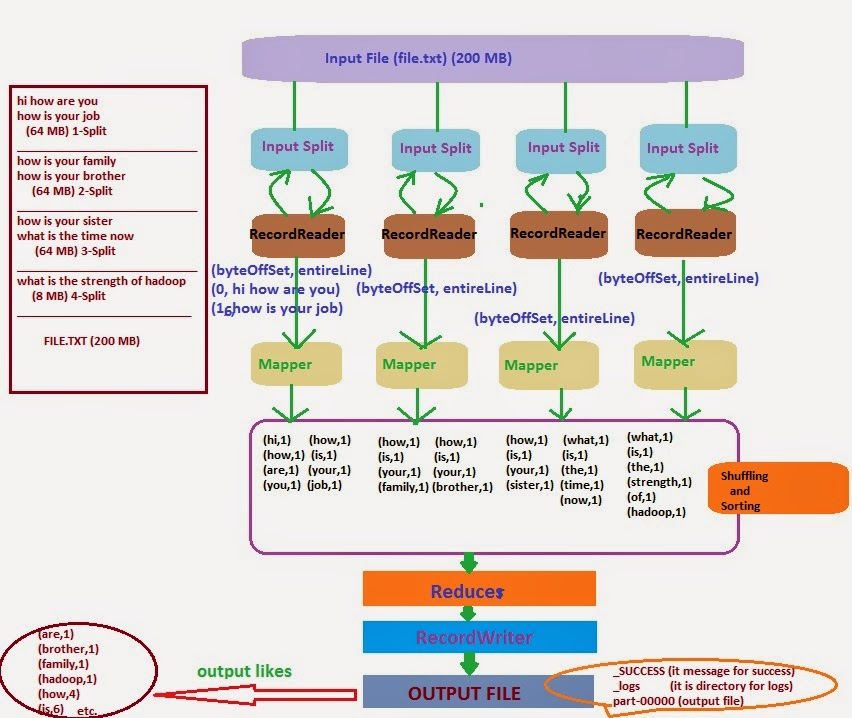 Input File (file.txt) (200 MB)
hi how are you
how is your job
(64 MB) 1-Split
how is your family
how is your brother
(64 MB) 2-Split
how is your sister
what is the time now
(64 MB) 3-Split
what is the strength of hadoop
(8 MB) 4-Split
FILE.TXT (200 MB)
Input Split
Input Split
Input Split
Input Split
RecordReader
RecordReader
RecordReader
RecordReader
(byteOffSet, entireLine)
(0, hi how are you)
(16,how is your job)
(byteOffSet, entireLine)
(byteOffSet, entireLine)
(byteOffSet, entireLine)
Mapper
Mapper
Mapper
Mapper
(hi,1) (how,1)
(how,1) (is,1)
(are,1) (your,1)
(you,1) (job,1)
(how,1) (how,1)
(is,1) (is,1)
(your,1) (your,1)
(family,1) (brother,1)
(how,1) (what,1)
(is,1) (is,1)
(your,1) (the,1)
(sister,1) (time,1)
(now,1)
(what,1)
(is,1)
(the,1)
(strength,1)
(of,1)
(hadoop,1)
Shuffling
and
Sorting
Reduces
RecordWriter
OUTPUT FILE
output likes
(are,1)
(brother,1)
(family,1)
(hadoop,1)
(how,4)
(is,6) etc.
_SUCCESS (it message for success)
_logs (it is directory for logs)
part-00000 (output file)